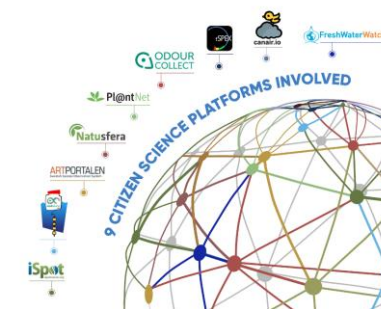 iSPEX
canair.io
FreshWaterWatch
ODOUR
COLLECT
Pl@ntNet
Natusfera
ARTPORTALEN
iSpot
9 CITIZEN SCIENCE PLATFORMS INVOLVED